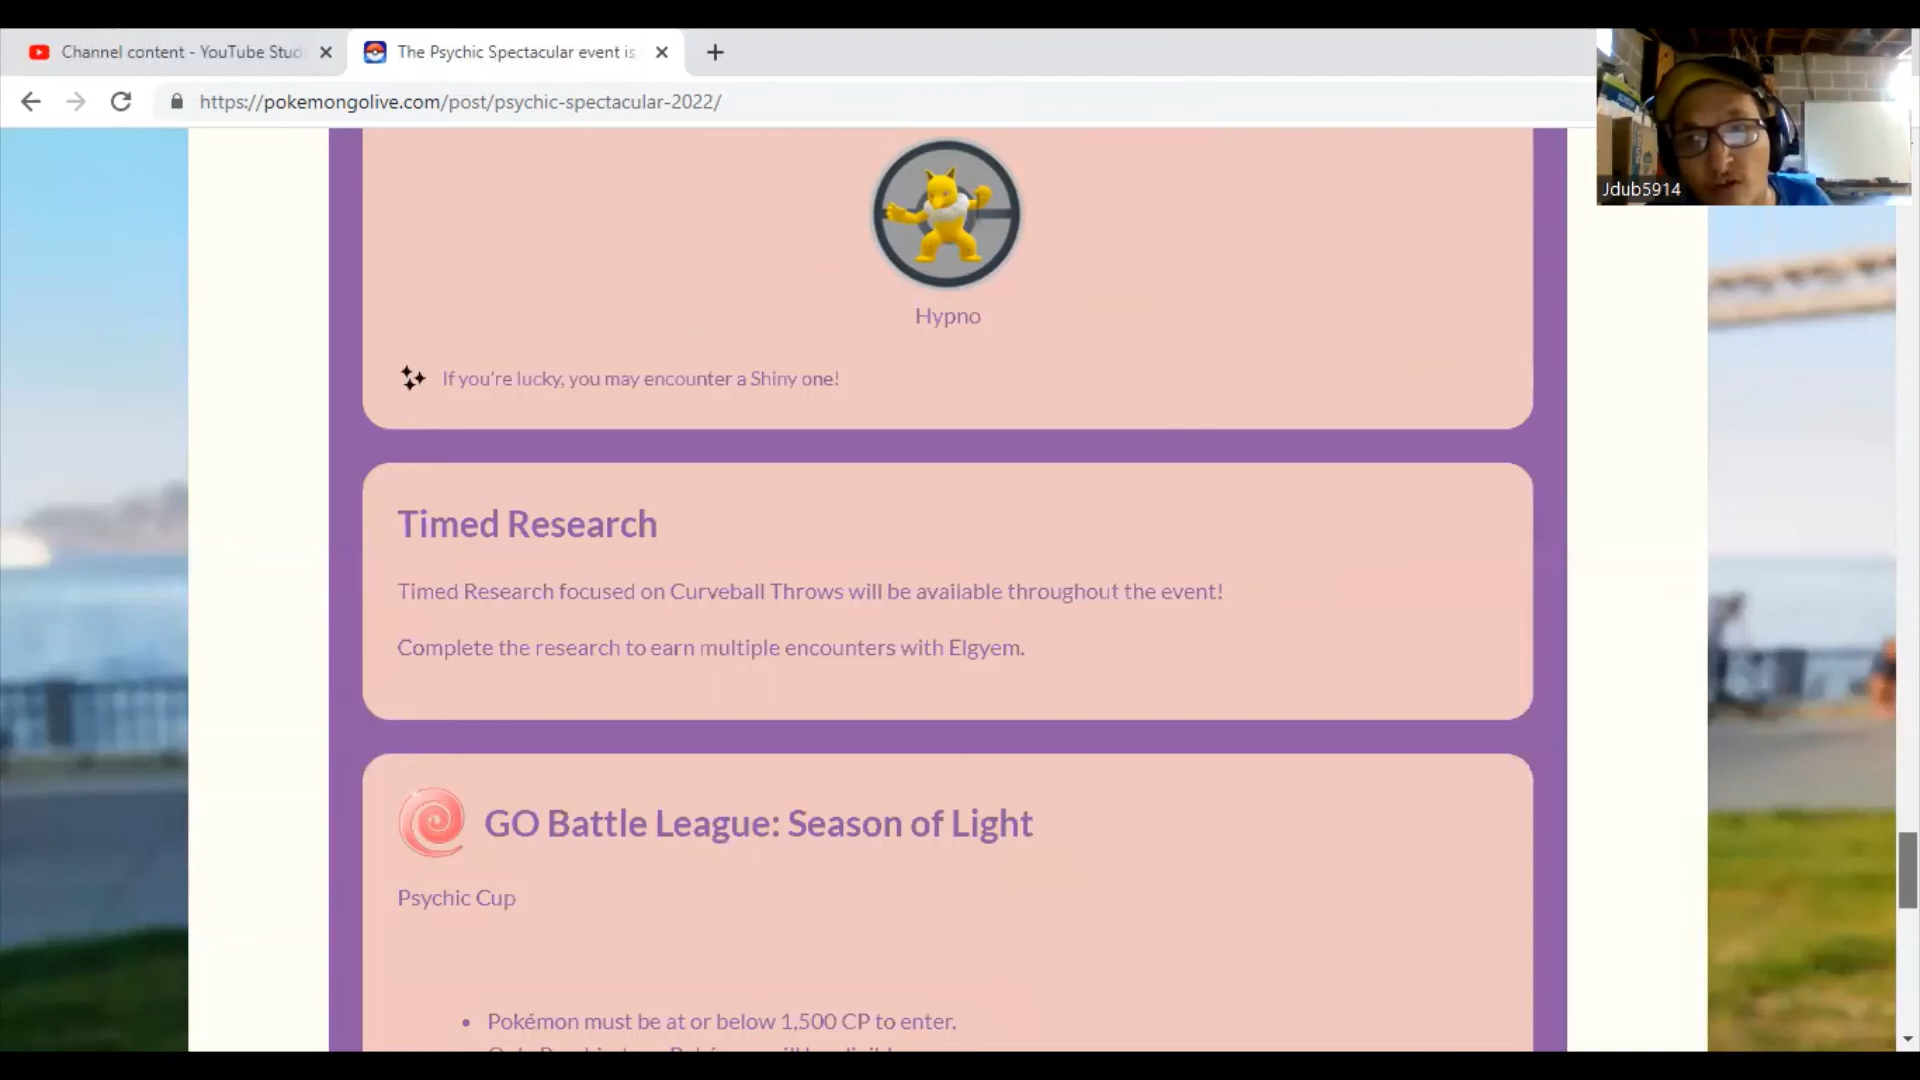 Channel content - YouTube Stud
The Psychic Spectacular event is
https://pokemongolive.com/post/psychic-spectacular-2022/
Jdub5914
Hypno
If you're lucky, you may encounter a Shiny one!
Timed Research
Timed Research focused on Curveball Throws will be available throughout the event!
Complete the research to earn multiple encounters with Elgyem.
GO Battle League: Season of Light
Psychic Cup
• Pokémon must be at or below 1,500 CP to enter.